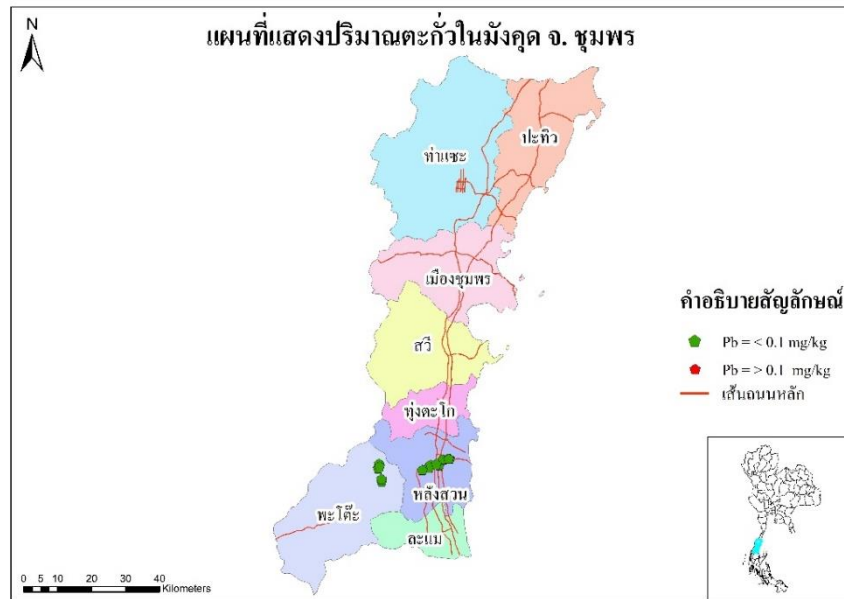 N
แผนที่แสดงปริมาณตะกั่วในมังคุด จ. ชุมพร
ปะทิว
ท่าแซะ
เมืองชุมพร
สวี
ทุ่งตะโก
หลังสวน
พะโต๊ะ
ละแม
คำอธิบายสัญลักษณ์
Pb = < 0.1 mg/kg
Pb = > 0.1 mg/kg
เส้นถนนหลัก
0 5 10 20 30 40
Kilometers